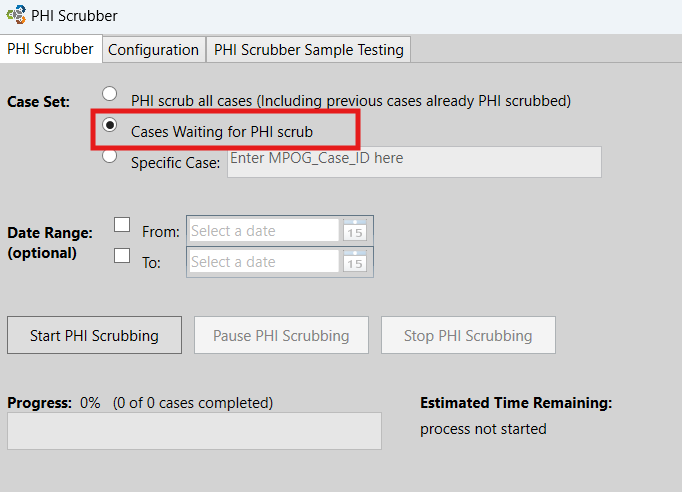 PHI Scrubber
PHI Scrubber Configuration PHI Scrubber Sample Testing
Case Set: PHI scrub all cases (Including previous cases already PHI scrubbed)
Cases Waiting for PHI scrub
Specific Case: Enter MPOG_Case_ID here
Date Range: From: Select a date 15
(optional) To: Select a date 15
Start PHI Scrubbing Pause PHI Scrubbing Stop PHI Scrubbing
Progress: 0% (0 of 0 cases completed) Estimated Time Remaining:
process not started